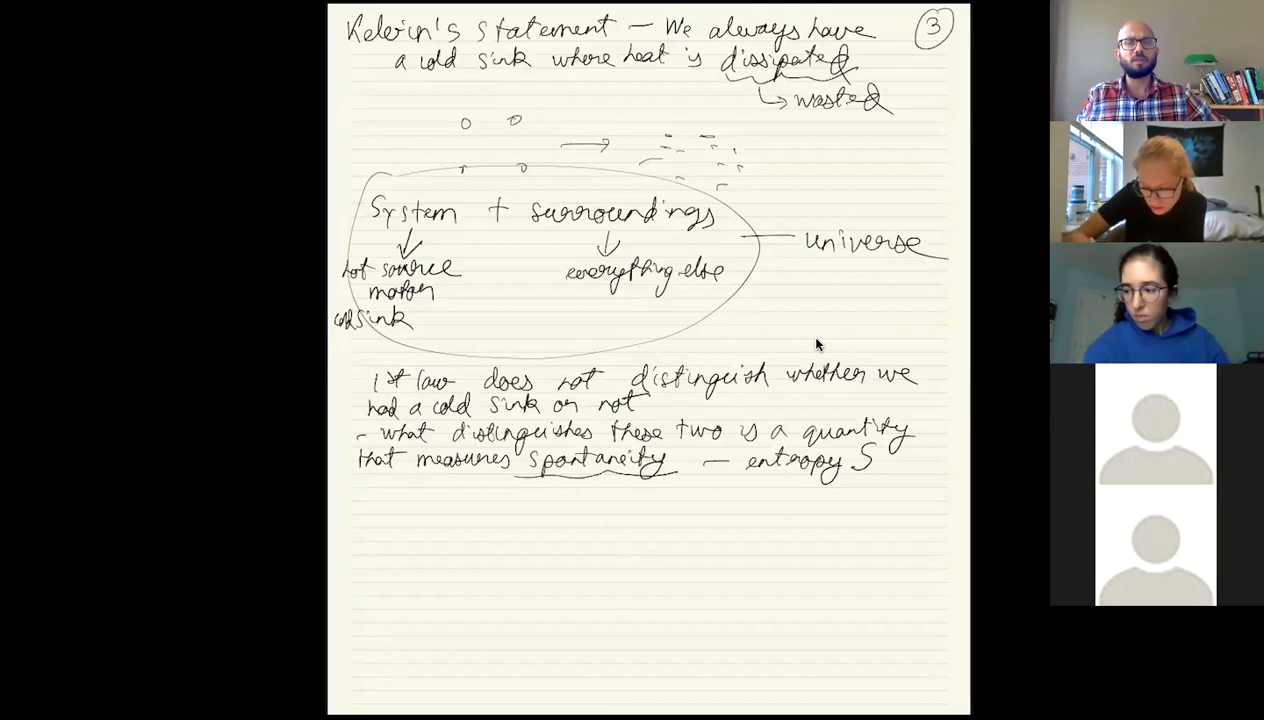 Kelvin's statement – We always have
3
a cold sink where heat is dissipated
↳ wasted
System + surroundings
universe
hot source
everything else
cold sink
1st law does not distinguish whether we
had a cold sink or not
- what distinguishes these two is a quantity
that measures spontaneity – entropy S